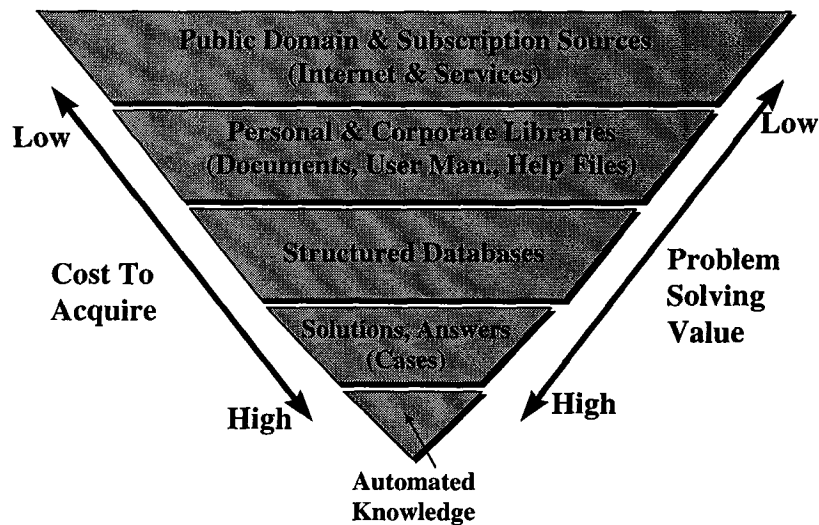 Public Domain & Subscription Sources
(Internet & Services)
Low
Low
Personal & Corporate Libraries
(Documents, User Man., Help Files)
Structured Databases
Cost To
Acquire
Problem
Solving
Value
Solutions, Answers
(Cases)
High
High
Automated
Knowledge